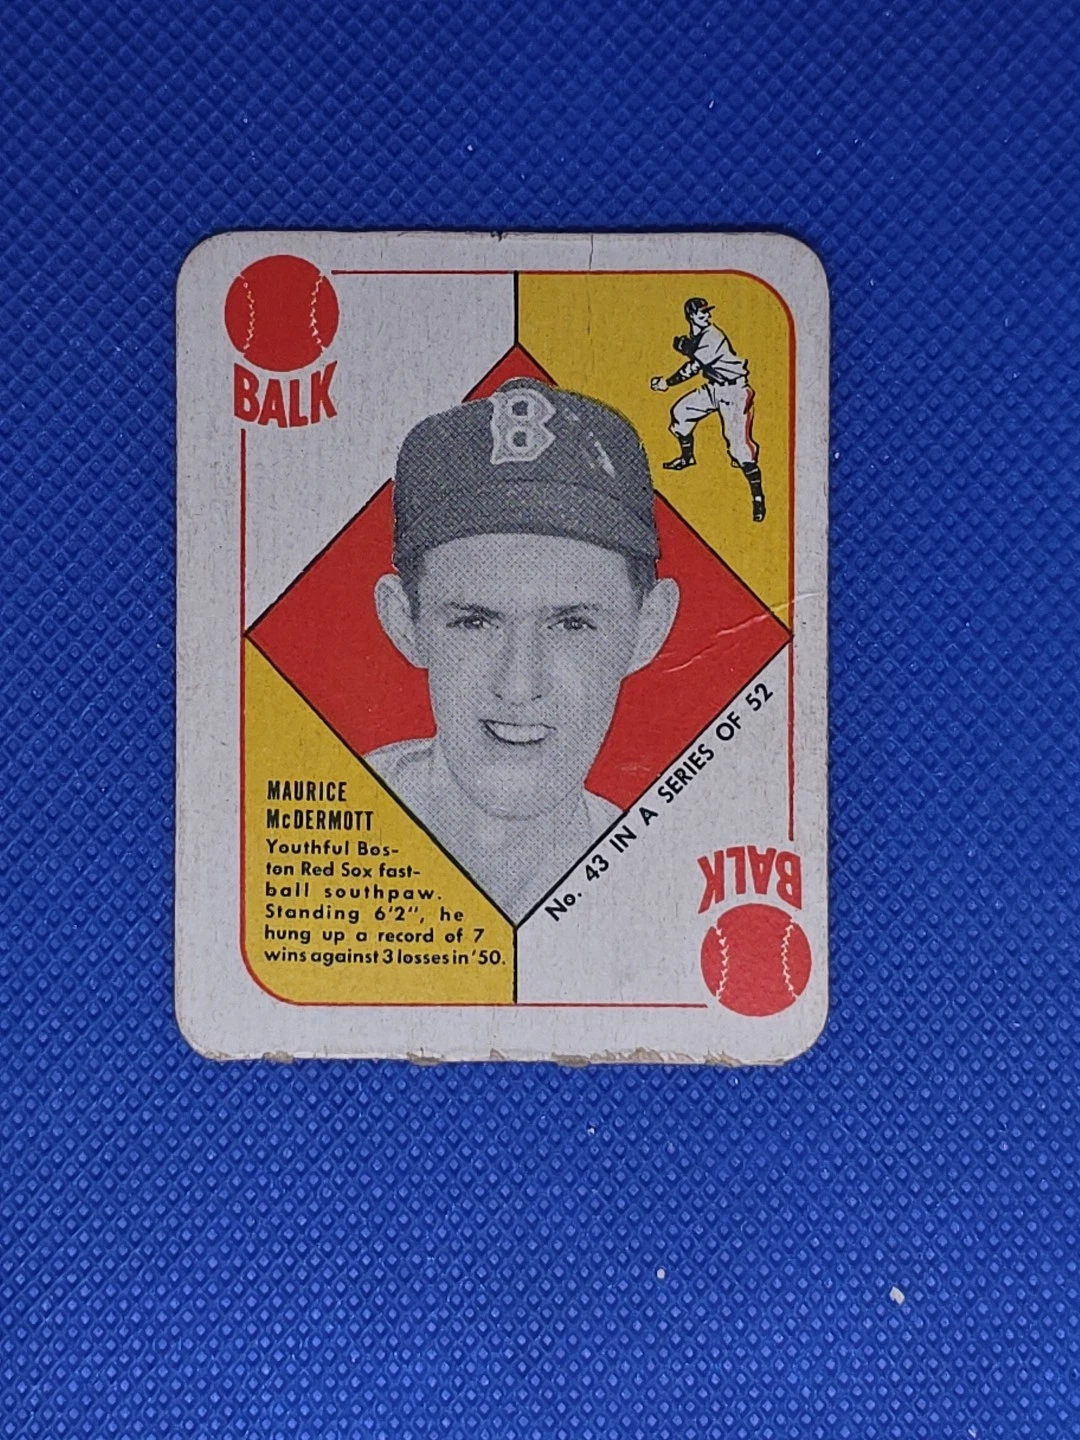 BALK
B
MAURICE
McDERMOTT
Youthful Bos-
ton Red Sox fast-
ball southpaw.
Standing 6'2", he
hung up a record of 7
wins against 3 losses in '50.
No. 43 IN A SERIES OF 52
BALK